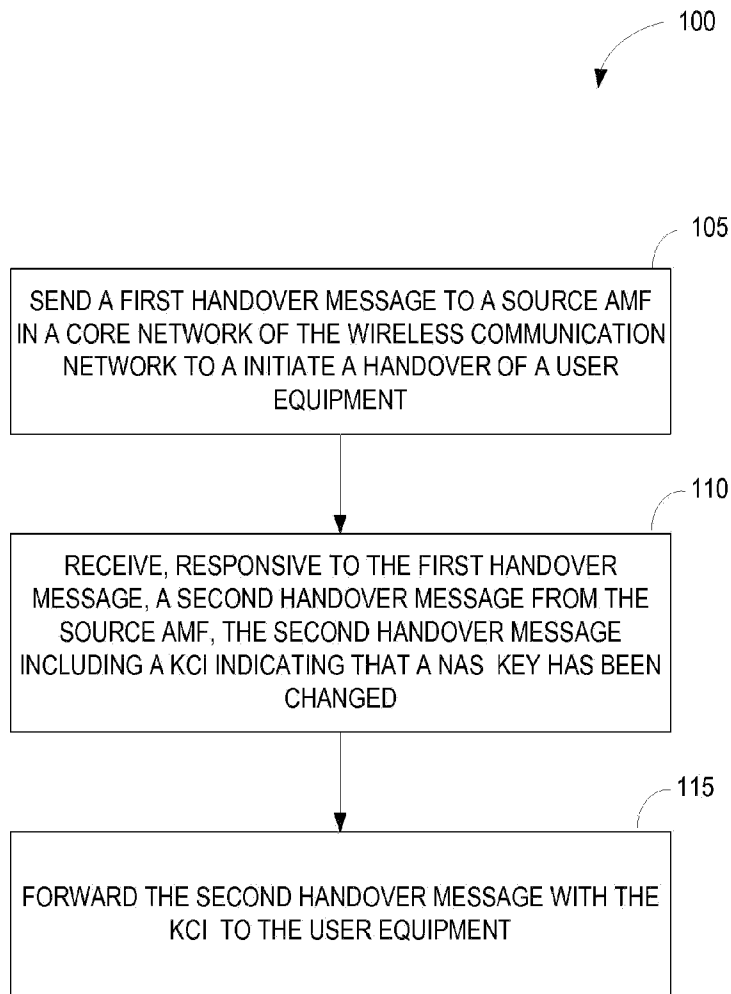 100
105
SEND A FIRST HANDOVER MESSAGE TO A SOURCE AMF
IN A CORE NETWORK OF THE WIRELESS COMMUNICATION
NETWORK TO A INITIATE A HANDOVER OF A USER
EQUIPMENT
110
RECEIVE, RESPONSIVE TO THE FIRST HANDOVER
MESSAGE, A SECOND HANDOVER MESSAGE FROM THE
SOURCE AMF, THE SECOND HANDOVER MESSAGE
INCLUDING A KCI INDICATING THAT A NAS KEY HAS BEEN
CHANGED
115
FORWARD THE SECOND HANDOVER MESSAGE WITH THE
KCI TO THE USER EQUIPMENT